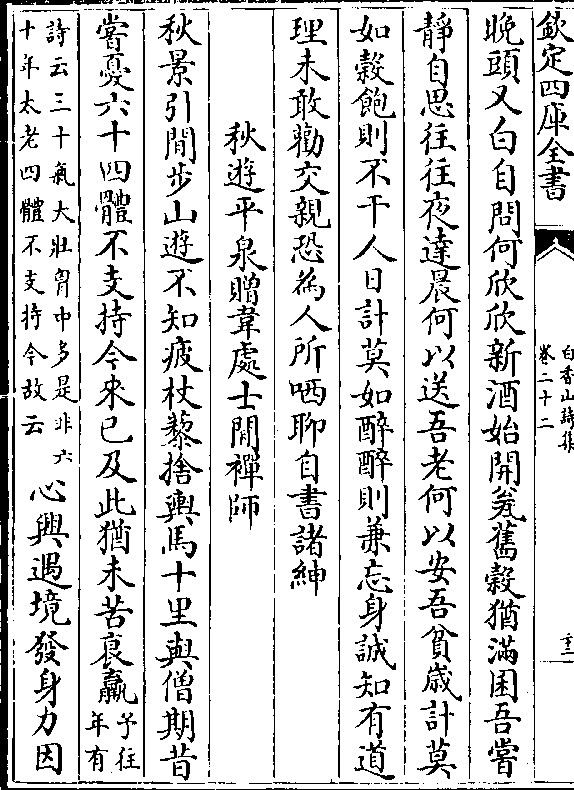 欽定四庫全書
白香山詩集
卷二十二
晚頭又白自問何欣欣新酒始開瓮舊穀猶滿囷吾嘗
靜自思往往夜達晨何以送吾老何以安吾貧歲計莫
如穀飽則不干人日計莫如醉醉則兼忘身誠知有道
理未敢勸交親恐為人所哂聊自書諸紳
秋遊平泉贈韋處士閒禪師
秋景引閒步山遊不知疲杖藜捨輿馬十里與僧期昔
嘗憂六十四體不支持今來已及此猶未苦衰羸予往
年有
詩云三十氣太壯胷中多是非六
十年太老四體不支持今故云
心興遇境發身力因